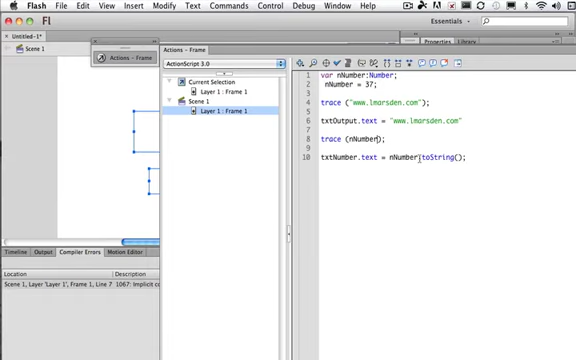 Flash File Edit View Insert Modify Text Commands Control Debug Window Help
Fl Essentials
Untitled-1*
Scene 1
Actions - Frame
Actions - Frame
ActionScript 3.0
Current Selection
Layer 1 : Frame 1
Scene 1
Layer 1 : Frame 1
Properties Library
1 var nNumber:Number;
2 nNumber = 37;
3
4 trace ("www.lmarsden.com");
5
6 txtOutput.text = "www.lmarsden.com"
7
8 trace (nNumber);
9
10 txtNumber.text = nNumber.toString();
Timeline Output Compiler Errors Motion Editor
Location Description
Scene 1, Layer 'Layer 1', Frame 1, Line 7 1067: Implicit co